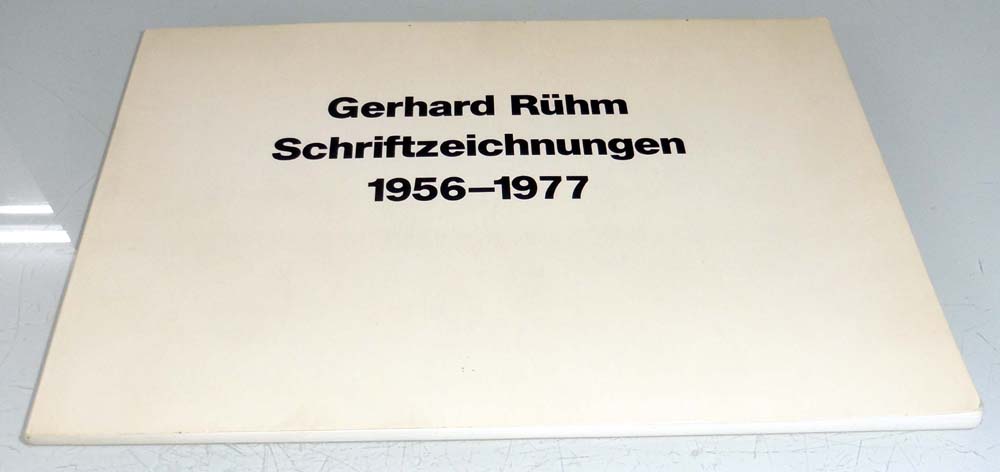 Gerhard Rühm
Schriftzeichnungen
1956–1977